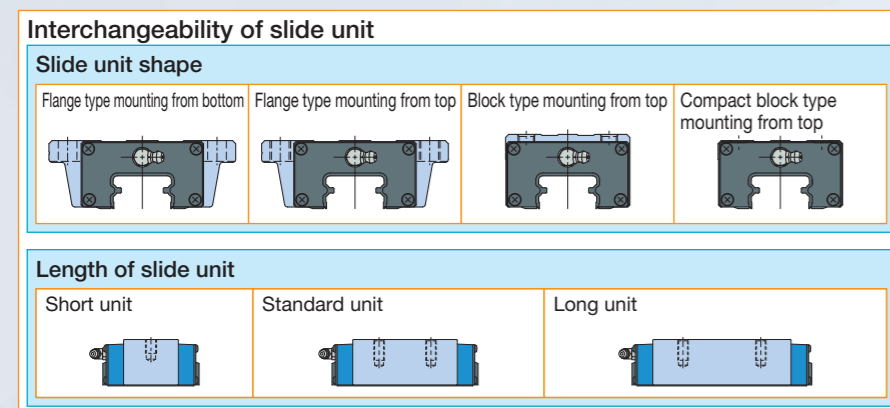 Interchangeability of slide unit
Slide unit shape
Flange type mounting from bottom
Flange type mounting from top
Block type mounting from top
Compact block type
mounting from top
Length of slide unit
Short unit
Standard unit
Long unit